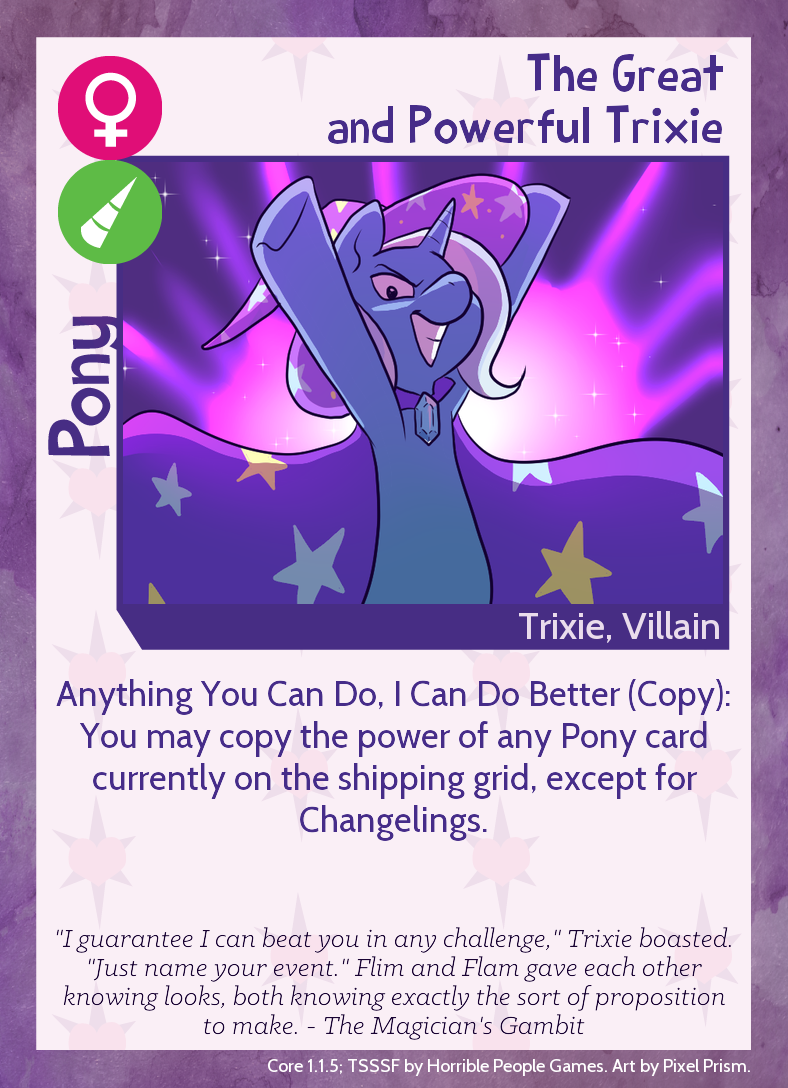 The Great
and Powerful Trixie
Pony
Trixie, Villain
Anything You Can Do, I Can Do Better (Copy):
You may copy the power of any Pony card
currently on the shipping grid, except for
Changelings.
"I guarantee I can beat you in any challenge," Trixie boasted.
"Just name your event." Flim and Flam gave each other
knowing looks, both knowing exactly the sort of proposition
to make. - The Magician's Gambit
Core 1.1.5; TSSSF by Horrible People Games. Art by Pixel Prism.